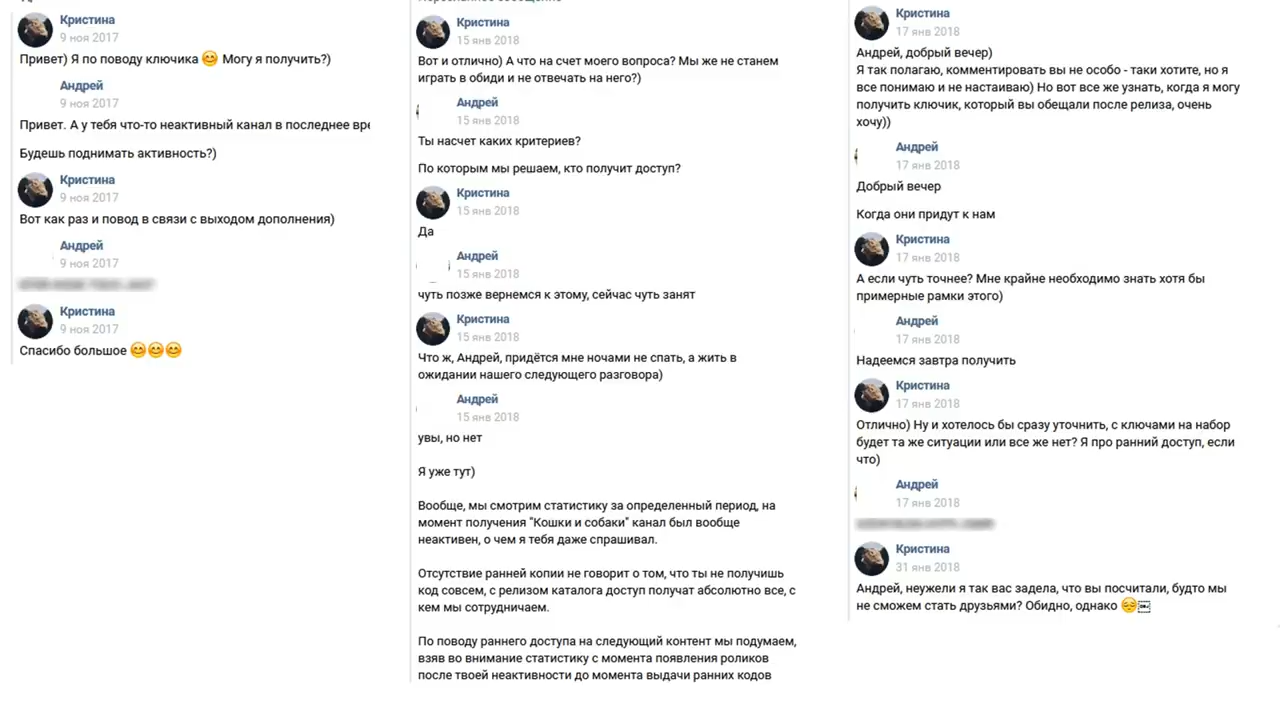 Кристина
9 ноя 2017
Привет) Я по поводу ключика 😊 Могу я получить?)
Андрей
9 ноя 2017
Привет. А у тебя что-то неактивный канал в последнее
Будешь поднимать активность?)
Кристина
9 ноя 2017
Вот как раз и повод в связи с выходом дополнения)
Андрей
9 ноя 2017
Кристина
9 ноя 2017
Спасибо большое 😊😊😊
Кристина
15 янв 2018
Вот и отлично) А что на счет моего вопроса? Мы же не станем
играть в обиди и не отвечать на него?)
Андрей
15 янв 2018
Ты насчет каких критериев?
По которым мы решаем, кто получит доступ?
Кристина
15 янв 2018
Да
Андрей
15 янв 2018
чуть позже вернемся к этому, сейчас чуть занят
Кристина
15 янв 2018
Что ж, Андрей, придётся мне ночами не спать, а жить в
ожидании нашего следующего разговора)
Андрей
15 янв 2018
увы, но нет
Я уже тут)
Вообще, мы смотрим статистику за определенный период, на
момент получения "Кошки и собаки" канал был вообще
неактивен, о чем я тебя даже спрашивал.
Отсутствие ранней копии не говорит о том, что ты не получишь
код совсем, с релизом каталога доступ получат абсолютно все, с
кем мы сотрудничаем.
По поводу раннего доступа на следующий контент мы подумаем,
взяв во внимание статистику с момента появления роликов
после твоей неактивности до момента выдачи ранних кодов
Кристина
17 янв 2018
Андрей, добрый вечер)
Я так полагаю, комментировать вы не особо - таки хотите, но я
все понимаю и не настаиваю) Но вот все же узнать, когда я могу
получить ключик, который вы обещали после релиза, очень
хочу))
Андрей
17 янв 2018
Добрый вечер
Когда они придут к нам
Кристина
17 янв 2018
А если чуть точнее? Мне крайне необходимо знать хотя бы
примерные рамки этого)
Андрей
17 янв 2018
Надеемся завтра получить
Кристина
17 янв 2018
Отлично) Ну и хотелось бы сразу уточнить, с ключами на набор
будет та же ситуации или все же нет? Я про ранний доступ, если
что)
Андрей
17 янв 2018
Кристина
31 янв 2018
Андрей, неужели я так вас задела, что вы посчитали, будто мы
не сможем стать друзьями? Обидно, однако 😔